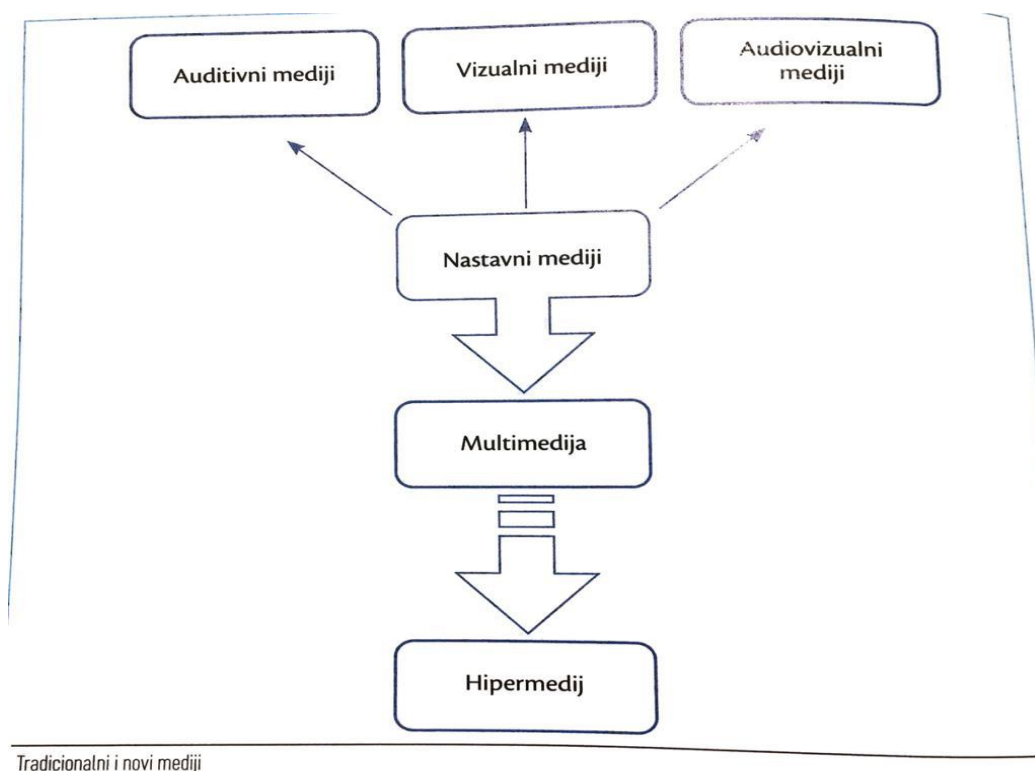 Auditivni mediji
Vizualni mediji
Audiovizualni
mediji
Nastavni mediji
Multimedija
Hipermedij
Tradicionalni i novi mediji